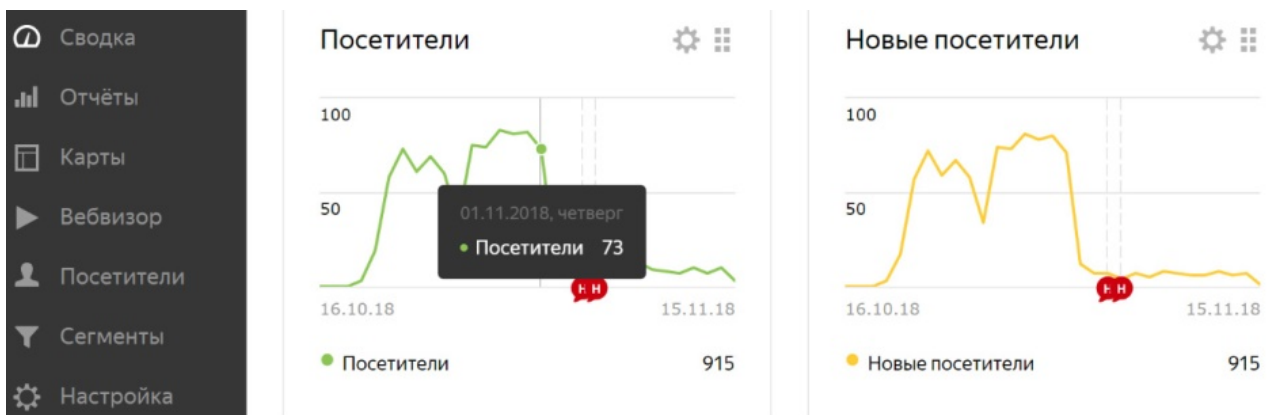 Сводка
Отчёты
Карты
Вебвизор
Посетители
Сегменты
Настройка
Посетители
100
50
01.11.2018, четверг
Посетители 73
Н Н
16.10.18 15.11.18
Посетители 915
Новые посетители
100
50
Н Н
16.10.18 15.11.18
Новые посетители 915